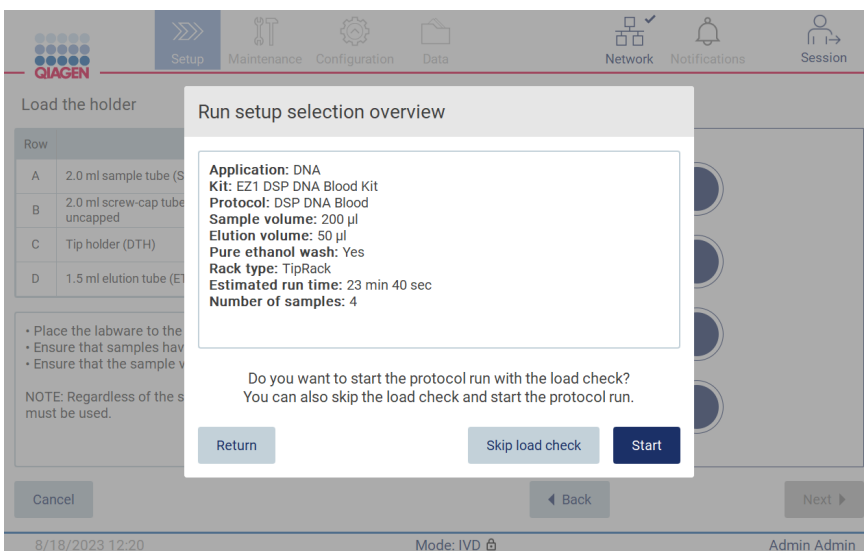 QIAGEN
Setup
Maintenance
Configuration
Data
Network
Notifications
Session
Load the holder
Row
A 2.0 ml sample tube (S
B 2.0 ml screw-cap tube
uncapped
C Tip holder (DTH)
D 1.5 ml elution tube (ET
• Place the labware to the
• Ensure that samples hav
• Ensure that the sample v
NOTE: Regardless of the s
must be used.
Run setup selection overview
Application: DNA
Kit: EZ1 DSP DNA Blood Kit
Protocol: DSP DNA Blood
Sample volume: 200 µl
Elution volume: 50 µl
Pure ethanol wash: Yes
Rack type: TipRack
Estimated run time: 23 min 40 sec
Number of samples: 4
Do you want to start the protocol run with the load check?
You can also skip the load check and start the protocol run.
Return
Skip load check
Start
Cancel
Back
Next
8/18/2023 12:20
Mode: IVD
Admin Admin